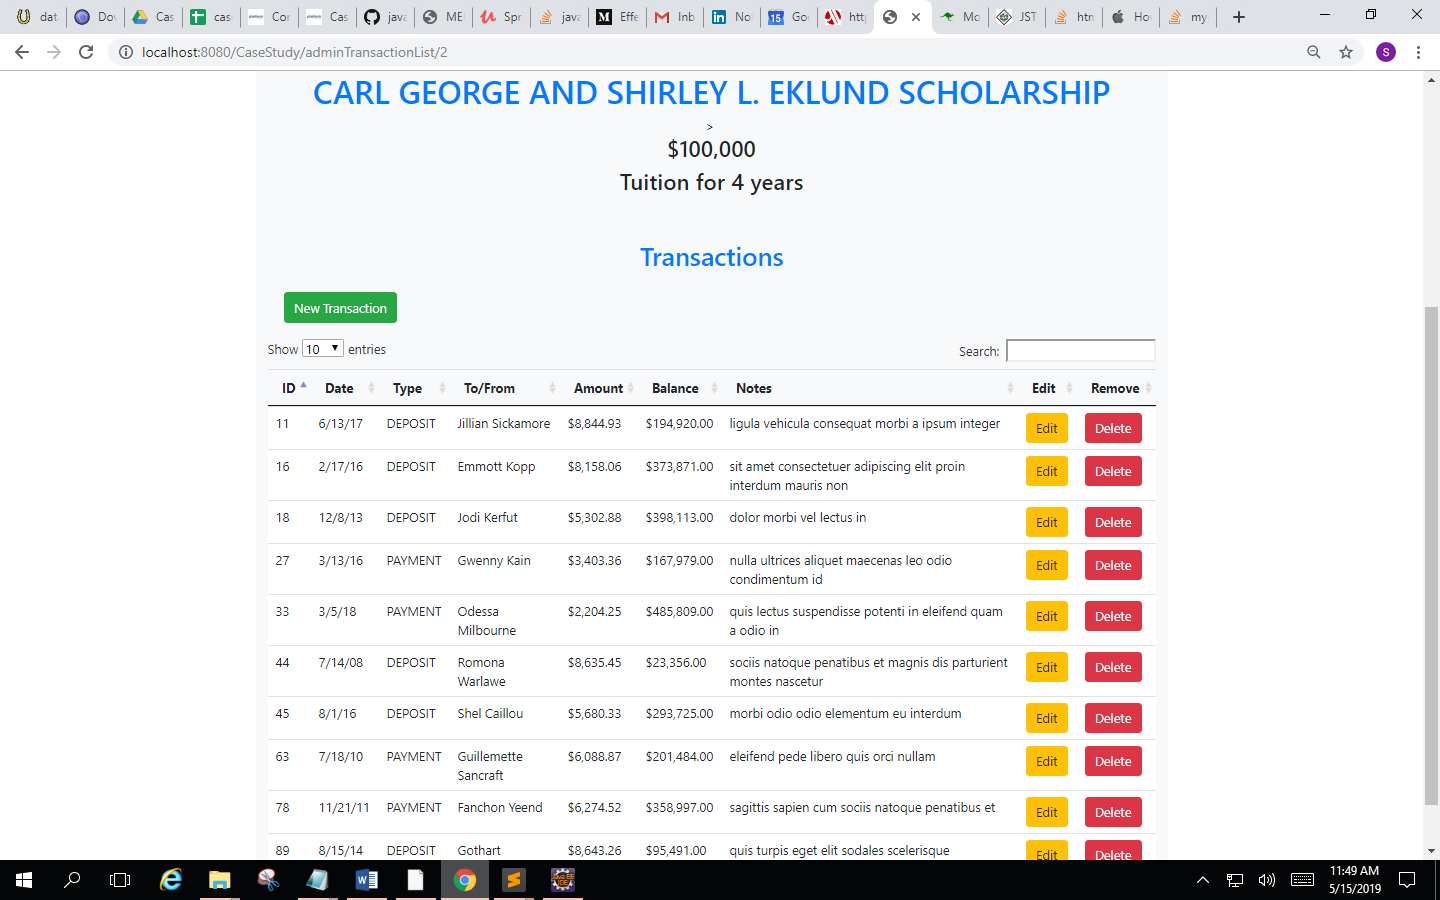 dat
Dov
Cas
case
Cor
Cas
java
ME
Spr
java
Effe
Inb
No
15
Goo
http
Mo
JST
htm
Ho
my
localhost:8080/CaseStudy/adminTransactionList/2
S
CARL GEORGE AND SHIRLEY L. EKLUND SCHOLARSHIP
>
$100,000
Tuition for 4 years
Transactions
New Transaction
Show 10 entries
Search:
ID Date Type To/From Amount Balance Notes Edit Remove
11 6/13/17 DEPOSIT Jillian Sickamore $8,844.93 $194,920.00 ligula vehicula consequat morbi a ipsum integer Edit Delete
16 2/17/16 DEPOSIT Emmott Kopp $8,158.06 $373,871.00 sit amet consectetuer adipiscing elit proin Edit Delete
interdum mauris non
18 12/8/13 DEPOSIT Jodi Kerfut $5,302.88 $398,113.00 dolor morbi vel lectus in Edit Delete
27 3/13/16 PAYMENT Gwenny Kain $3,403.36 $167,979.00 nulla ultrices aliquet maecenas leo odio Edit Delete
condimentum id
33 3/5/18 PAYMENT Odessa $2,204.25 $485,809.00 quis lectus suspendisse potenti in eleifend quam Edit Delete
Milbourne a odio in
44 7/14/08 DEPOSIT Romona $8,635.45 $23,356.00 sociis natoque penatibus et magnis dis parturient Edit Delete
Warlawe montes nascetur
45 8/1/16 DEPOSIT Shel Caillou $5,680.33 $293,725.00 morbi odio odio elementum eu interdum Edit Delete
63 7/18/10 PAYMENT Guillemette $6,088.87 $201,484.00 eleifend pede libero quis orci nullam Edit Delete
Sancraft
78 11/21/11 PAYMENT Fanchon Yeend $6,274.52 $358,997.00 sagittis sapien cum sociis natoque penatibus et Edit Delete
89 8/15/14 DEPOSIT Gothart $8,643.26 $95,491.00 quis turpis eget elit sodales scelerisque Edit Delete
11:49 AM
5/15/2019